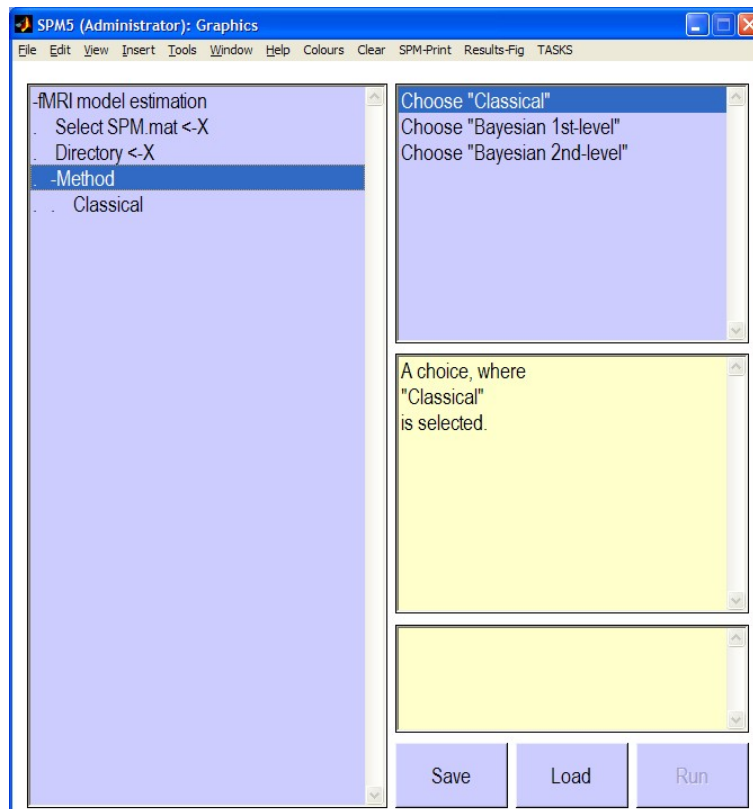 SPM5 (Administrator): Graphics
File Edit View Insert Tools Window Help Colours Clear SPM-Print Results-Fig TASKS
-fMRI model estimation
. Select SPM.mat <-X
. Directory <-X
. -Method
. . Classical
Choose "Classical"
Choose "Bayesian 1st-level"
Choose "Bayesian 2nd-level"
A choice, where
"Classical"
is selected.
Save Load Run